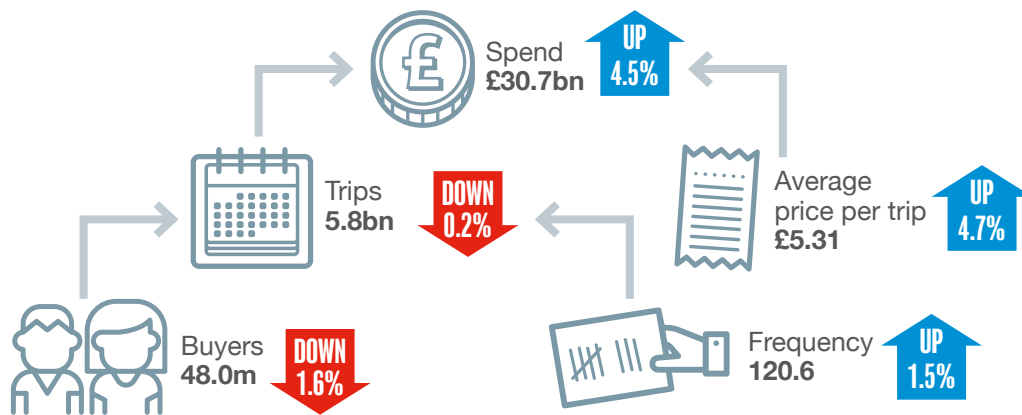 Spend
£30.7bn
UP
4.5%
£
Trips
5.8bn
DOWN
0.2%
Average
price per trip
£5.31
UP
4.7%
Buyers
48.0m
DOWN
1.6%
Frequency
120.6
UP
1.5%